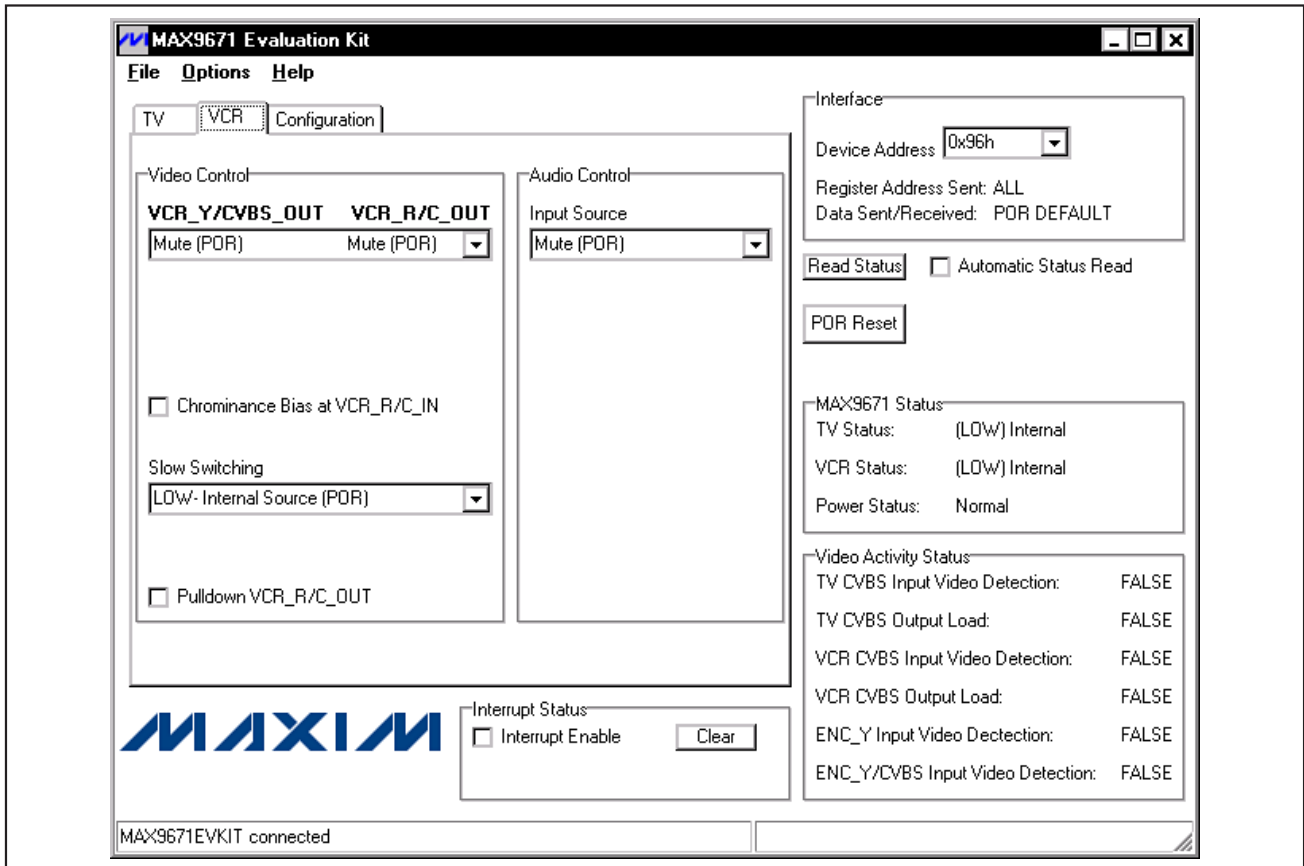 MAX9671 Evaluation Kit
File Options Help
TV VCR Configuration
Video Control
VCR_Y/CVBS_OUT VCR_R/C_OUT
Mute (POR) Mute (POR)
Chrominance Bias at VCR_R/C_IN
Slow Switching
LOW- Internal Source (POR)
Pulldown VCR_R/C_OUT
Audio Control
Input Source
Mute (POR)
Interface
Device Address 0x96h
Register Address Sent: ALL
Data Sent/Received: POR DEFAULT
Read Status Automatic Status Read
POR Reset
MAX9671 Status
TV Status: (LOW) Internal
VCR Status: (LOW) Internal
Power Status: Normal
Video Activity Status
TV CVBS Input Video Detection: FALSE
TV CVBS Output Load: FALSE
VCR CVBS Input Video Detection: FALSE
VCR CVBS Output Load: FALSE
ENC_Y Input Video Dectection: FALSE
ENC_Y/CVBS Input Video Detection: FALSE
MAXIM
Interrupt Status
Interrupt Enable Clear
MAX9671EVKIT connected